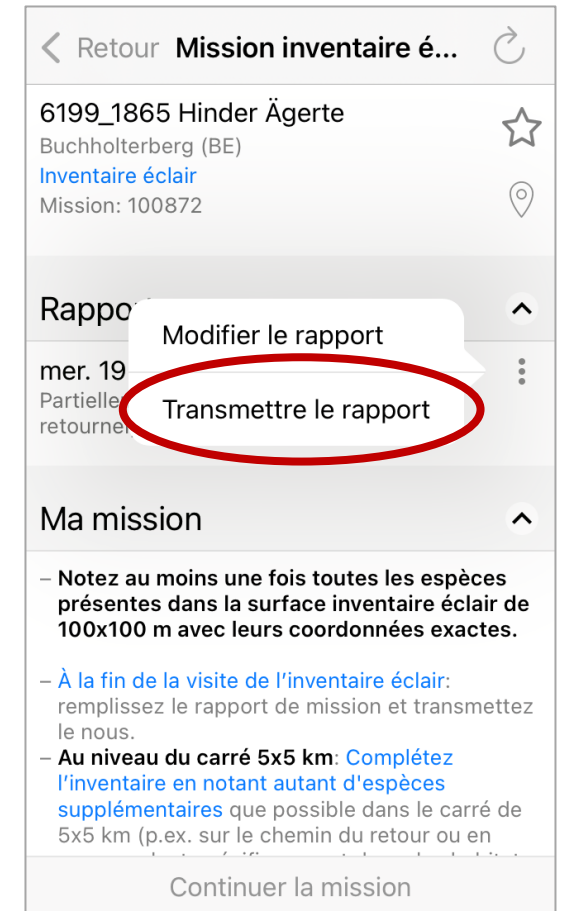 Retour Mission inventaire é...
6199_1865 Hinder Ägerte
Buchholterberg (BE)
Inventaire éclair
Mission: 100872
Rappo
Modifier le rapport
mer. 19
Transmettre le rapport
Ma mission
– Notez au moins une fois toutes les espèces
présentes dans la surface inventaire éclair de
100x100 m avec leurs coordonnées exactes.
– À la fin de la visite de l’inventaire éclair:
remplissez le rapport de mission et transmettez
le nous.
– Au niveau du carré 5x5 km: Complétez
l’inventaire en notant autant d'espèces
supplémentaires que possible dans le carré de
5x5 km (p.ex. sur le chemin du retour ou en
Continuer la mission